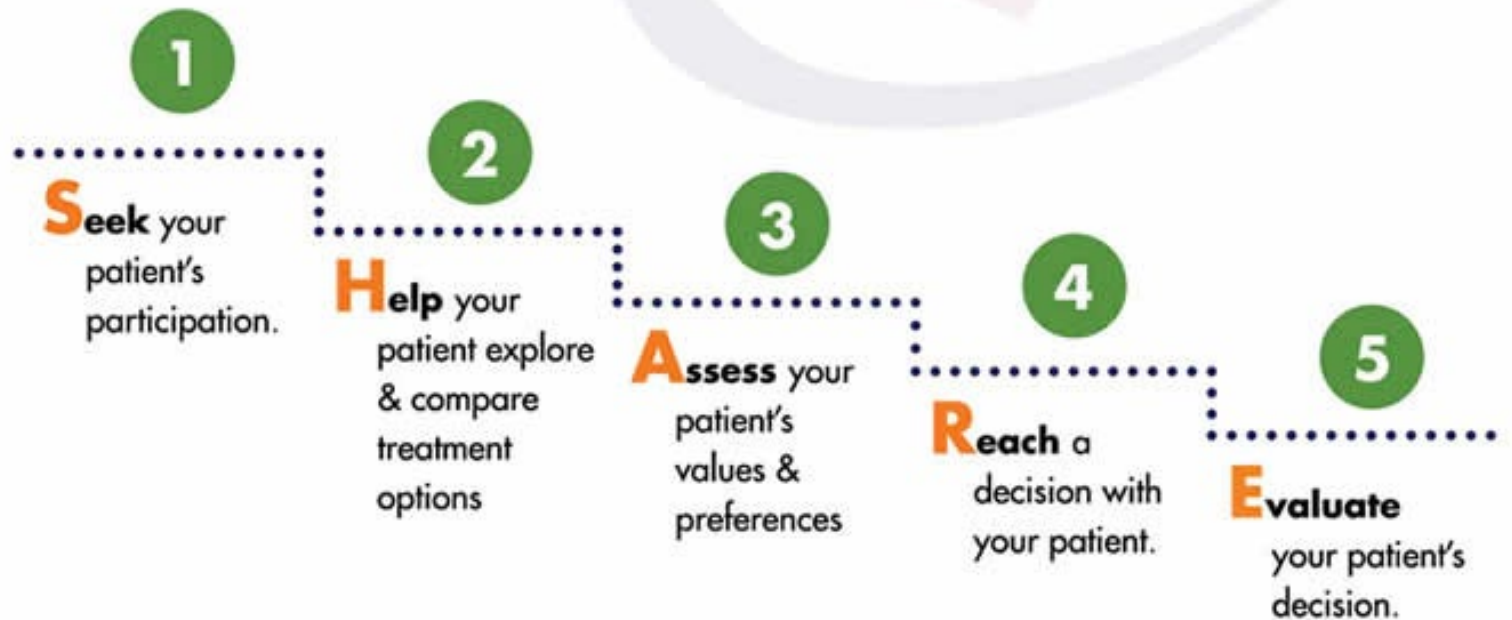 1
Seek your
patient's
participation.
2
Help your
patient explore
& compare
treatment
options
3
Assess your
patient's
values &
preferences
4
Reach a
decision with
your patient.
5
Evaluate
your patient's
decision.